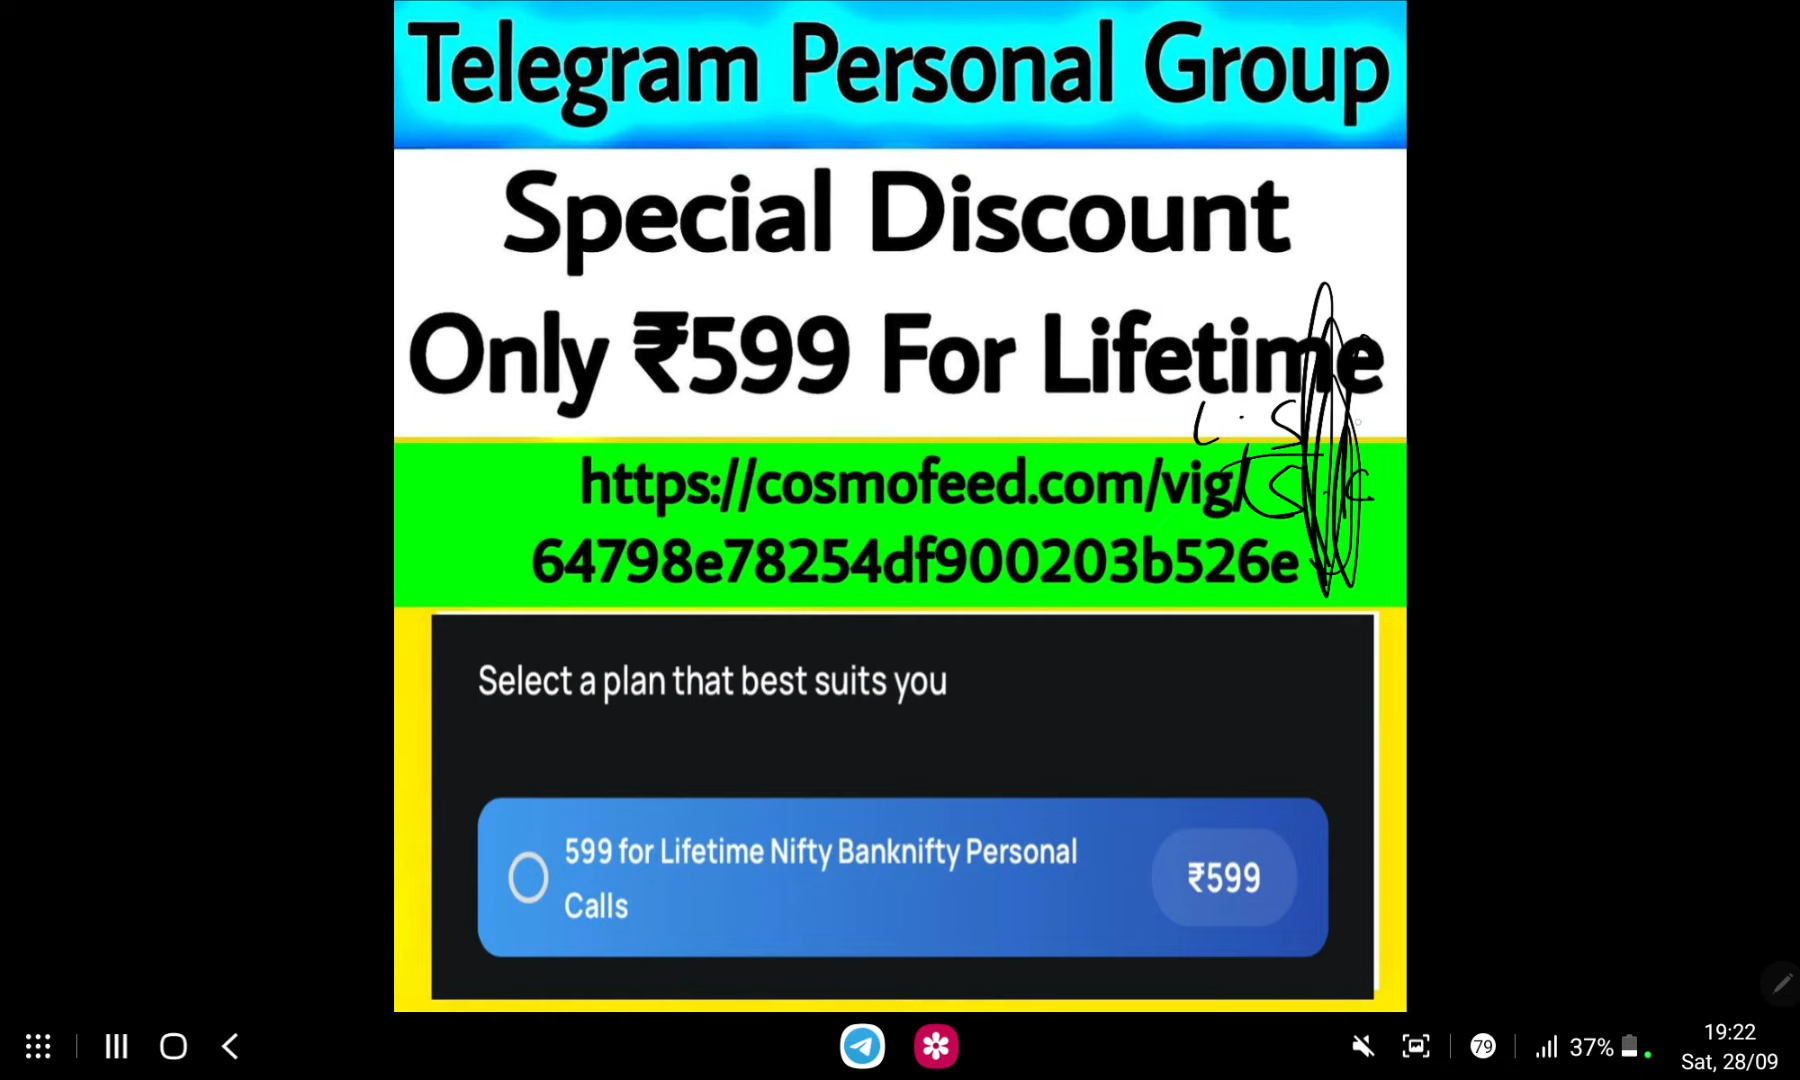 Telegram Personal Group
Special Discount
Only ₹599 For Lifetime
https://cosmofeed.com/vig/
64798e78254df900203b526e
Select a plan that best suits you
599 for Lifetime Nifty Banknifty Personal
Calls
₹599
79
37%
19:22
Sat, 28/09